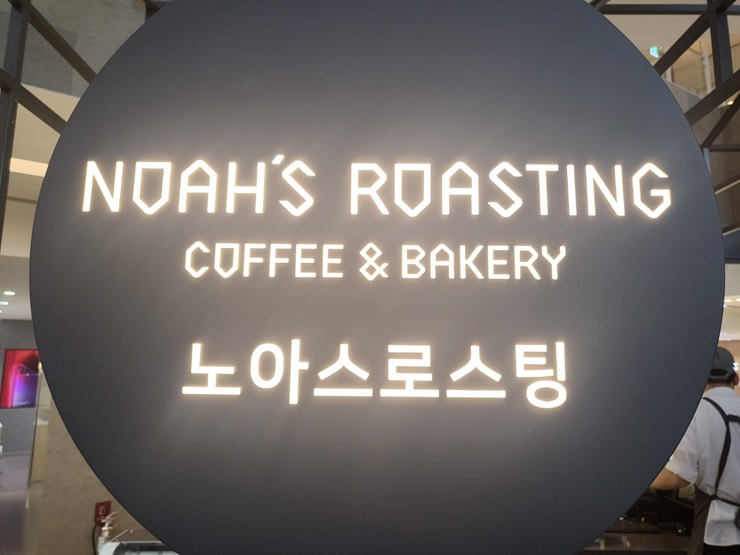 NOAH'S ROASTING
COFFEE & BAKERY
노아스로스팅